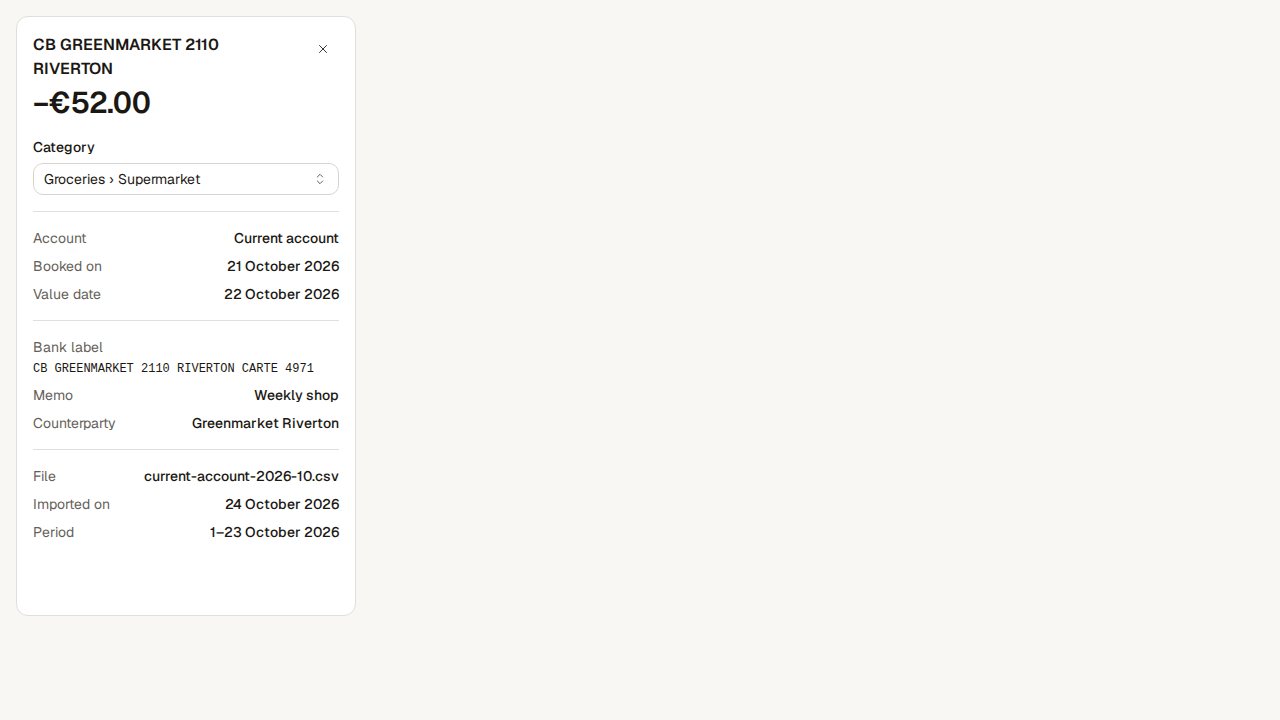 CB GREENMARKET 2110
RIVERTON
−€52.00
Category
Groceries › Supermarket
Account Current account
Booked on 21 October 2026
Value date 22 October 2026
Bank label
CB GREENMARKET 2110 RIVERTON CARTE 4971
Memo Weekly shop
Counterparty Greenmarket Riverton
File current-account-2026-10.csv
Imported on 24 October 2026
Period 1–23 October 2026